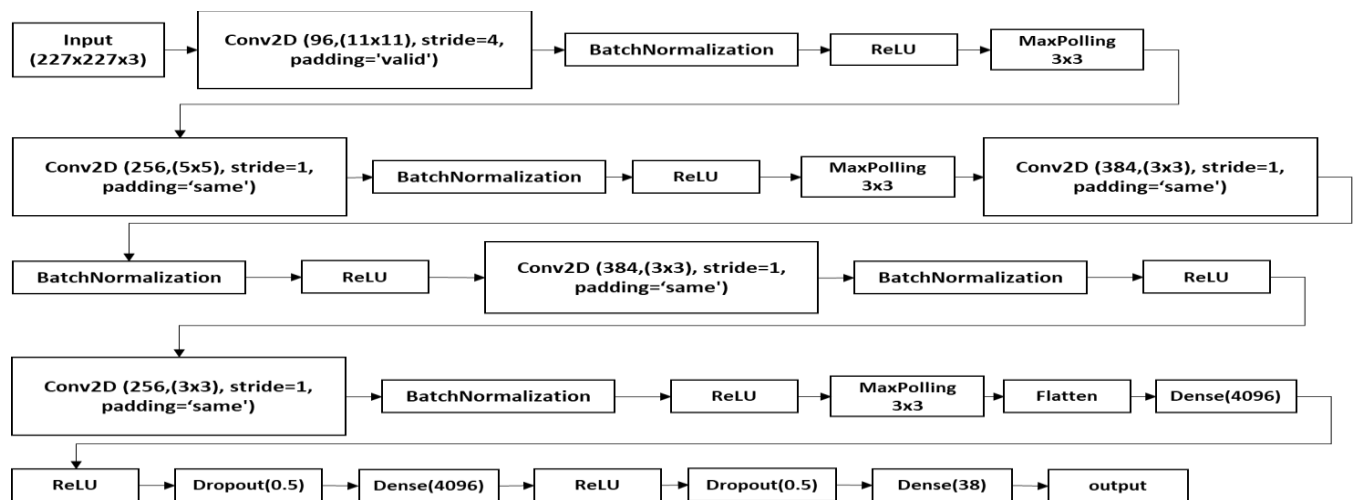 Input
(227x227x3)
Conv2D (96,(11x11), stride=4,
padding='valid')
BatchNormalization
ReLU
MaxPolling
3x3
Conv2D (256,(5x5), stride=1,
padding=‘same')
BatchNormalization
ReLU
MaxPolling
3x3
Conv2D (384,(3x3), stride=1,
padding=‘same')
BatchNormalization
ReLU
Conv2D (384,(3x3), stride=1,
padding=‘same')
BatchNormalization
ReLU
Conv2D (256,(3x3), stride=1,
padding=‘same')
BatchNormalization
ReLU
MaxPolling
3x3
Flatten
Dense(4096)
ReLU
Dropout(0.5)
Dense(4096)
ReLU
Dropout(0.5)
Dense(38)
output